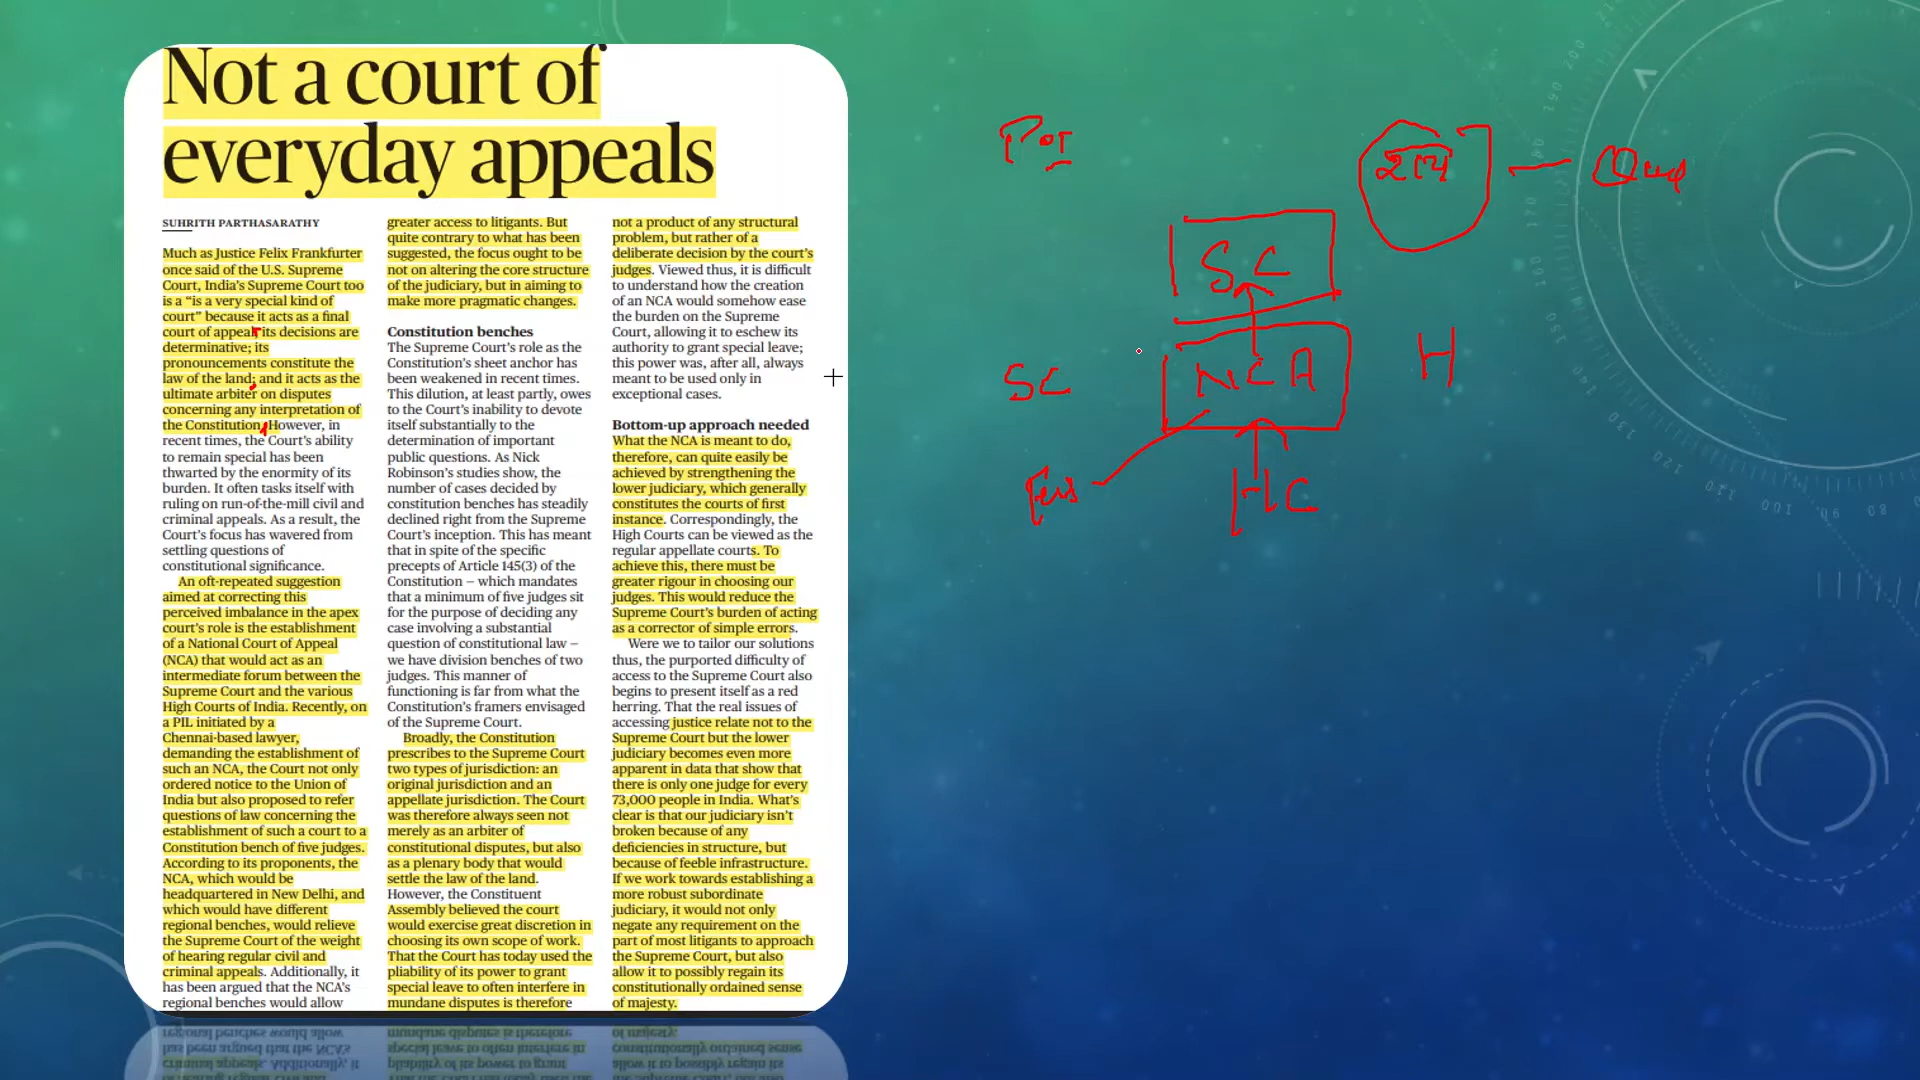 Not a court of
everyday appeals
SUHRITH PARTHASARATHY
Much as Justice Felix Frankfurter
once said of the U.S. Supreme
Court, India's Supreme Court too
is a “is a very special kind of
court” because it acts as a final
court of appeal; its decisions are
determinative; its
pronouncements constitute the
law of the land; and it acts as the
ultimate arbiter on disputes
concerning any interpretation of
the Constitution. However, in
recent times, the Court's ability
to remain special has been
thwarted by the enormity of its
burden. It often tasks itself with
ruling on run-of-the-mill civil and
criminal appeals. As a result, the
Court's focus has wavered from
settling questions of
constitutional significance.
An oft-repeated suggestion
aimed at correcting this
perceived imbalance in the apex
court's role is the establishment
of a National Court of Appeal
(NCA) that would act as an
intermediate forum between the
Supreme Court and the various
High Courts of India. Recently, on
a PIL initiated by a
Chennai-based lawyer,
demanding the establishment of
such an NCA, the Court not only
ordered notice to the Union of
India but also proposed to refer
questions of law concerning the
establishment of such a court to a
Constitution bench of five judges.
According to its proponents, the
NCA, which would be
headquartered in New Delhi, and
which would have different
regional benches, would relieve
the Supreme Court of the weight
of hearing regular civil and
criminal appeals. Additionally, it
has been argued that the NCA's
regional benches would allow
greater access to litigants. But
quite contrary to what has been
suggested, the focus ought to be
not on altering the core structure
of the judiciary, but in aiming to
make more pragmatic changes.
Constitution benches
The Supreme Court's role as the
Constitution's sheet anchor has
been weakened in recent times.
This dilution, at least partly, owes
to the Court's inability to devote
itself substantially to the
determination of important
public questions. As Nick
Robinson's studies show, the
number of cases decided by
constitution benches has steadily
declined right from the Supreme
Court's inception. This has meant
that in spite of the specific
precepts of Article 145(3) of the
Constitution — which mandates
that a minimum of five judges sit
for the purpose of deciding any
case involving a substantial
question of constitutional law —
we have division benches of two
judges. This manner of
functioning is far from what the
Constitution's framers envisaged
of the Supreme Court.
Broadly, the Constitution
prescribes to the Supreme Court
two types of jurisdiction: an
original jurisdiction and an
appellate jurisdiction. The Court
was therefore always seen not
merely as an arbiter of
constitutional disputes, but also
as a plenary body that would
settle the law of the land.
However, the Constituent
Assembly believed the court
would exercise great discretion in
choosing its own scope of work.
That the Court has today used the
pliability of its power to grant
special leave to often interfere in
mundane disputes is therefore
not a product of any structural
problem, but rather of a
deliberate decision by the court's
judges. Viewed thus, it is difficult
to understand how the creation
of an NCA would somehow ease
the burden on the Supreme
Court, allowing it to eschew its
authority to grant special leave;
this power was, after all, always
meant to be used only in
exceptional cases.
Bottom-up approach needed
What the NCA is meant to do,
therefore, can quite easily be
achieved by strengthening the
lower judiciary, which generally
constitutes the courts of first
instance. Correspondingly, the
High Courts can be viewed as the
regular appellate courts. To
achieve this, there must be
greater rigour in choosing our
judges. This would reduce the
Supreme Court's burden of acting
as a corrector of simple errors.
Were we to tailor our solutions
thus, the purported difficulty of
access to the Supreme Court also
begins to present itself as a red
herring. That the real issues of
accessing justice relate not to the
Supreme Court but the lower
judiciary becomes even more
apparent in data that show that
there is only one judge for every
73,000 people in India. What's
clear is that our judiciary isn't
broken because of any
deficiencies in structure, but
because of feeble infrastructure.
If we work towards establishing a
more robust subordinate
judiciary, it would not only
negate any requirement on the
part of most litigants to approach
the Supreme Court, but also
allow it to possibly regain its
constitutionally ordained sense
of majesty.
SC
NCA
H
SC
HC